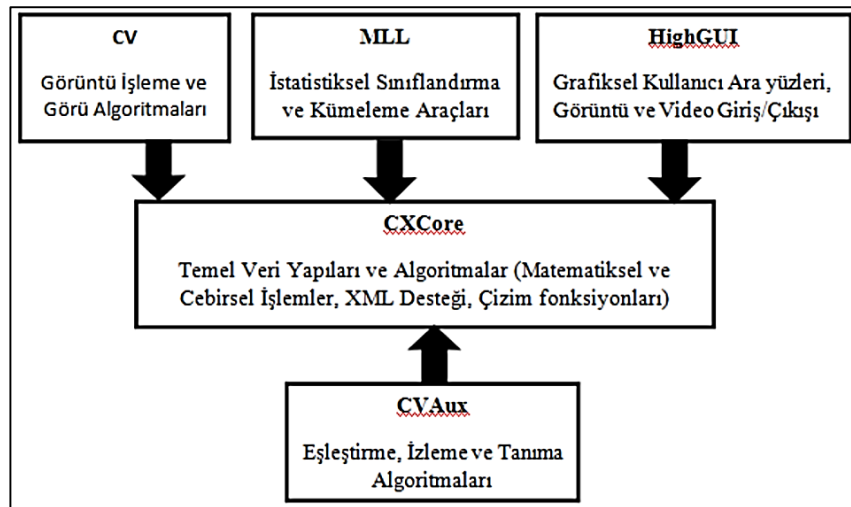 CV
Görüntü İşleme ve
Görü Algoritmaları
MLL
İstatistiksel Sınıflandırma
ve Kümeleme Araçları
HighGUI
Grafiksel Kullanıcı Ara yüzleri,
Görüntü ve Video Giriş/Çıkışı
CXCore
Temel Veri Yapıları ve Algoritmalar (Matematiksel ve
Cebirsel İşlemler, XML Desteği, Çizim fonksiyonları)
CVAux
Eşleştirme, İzleme ve Tanıma
Algoritmaları